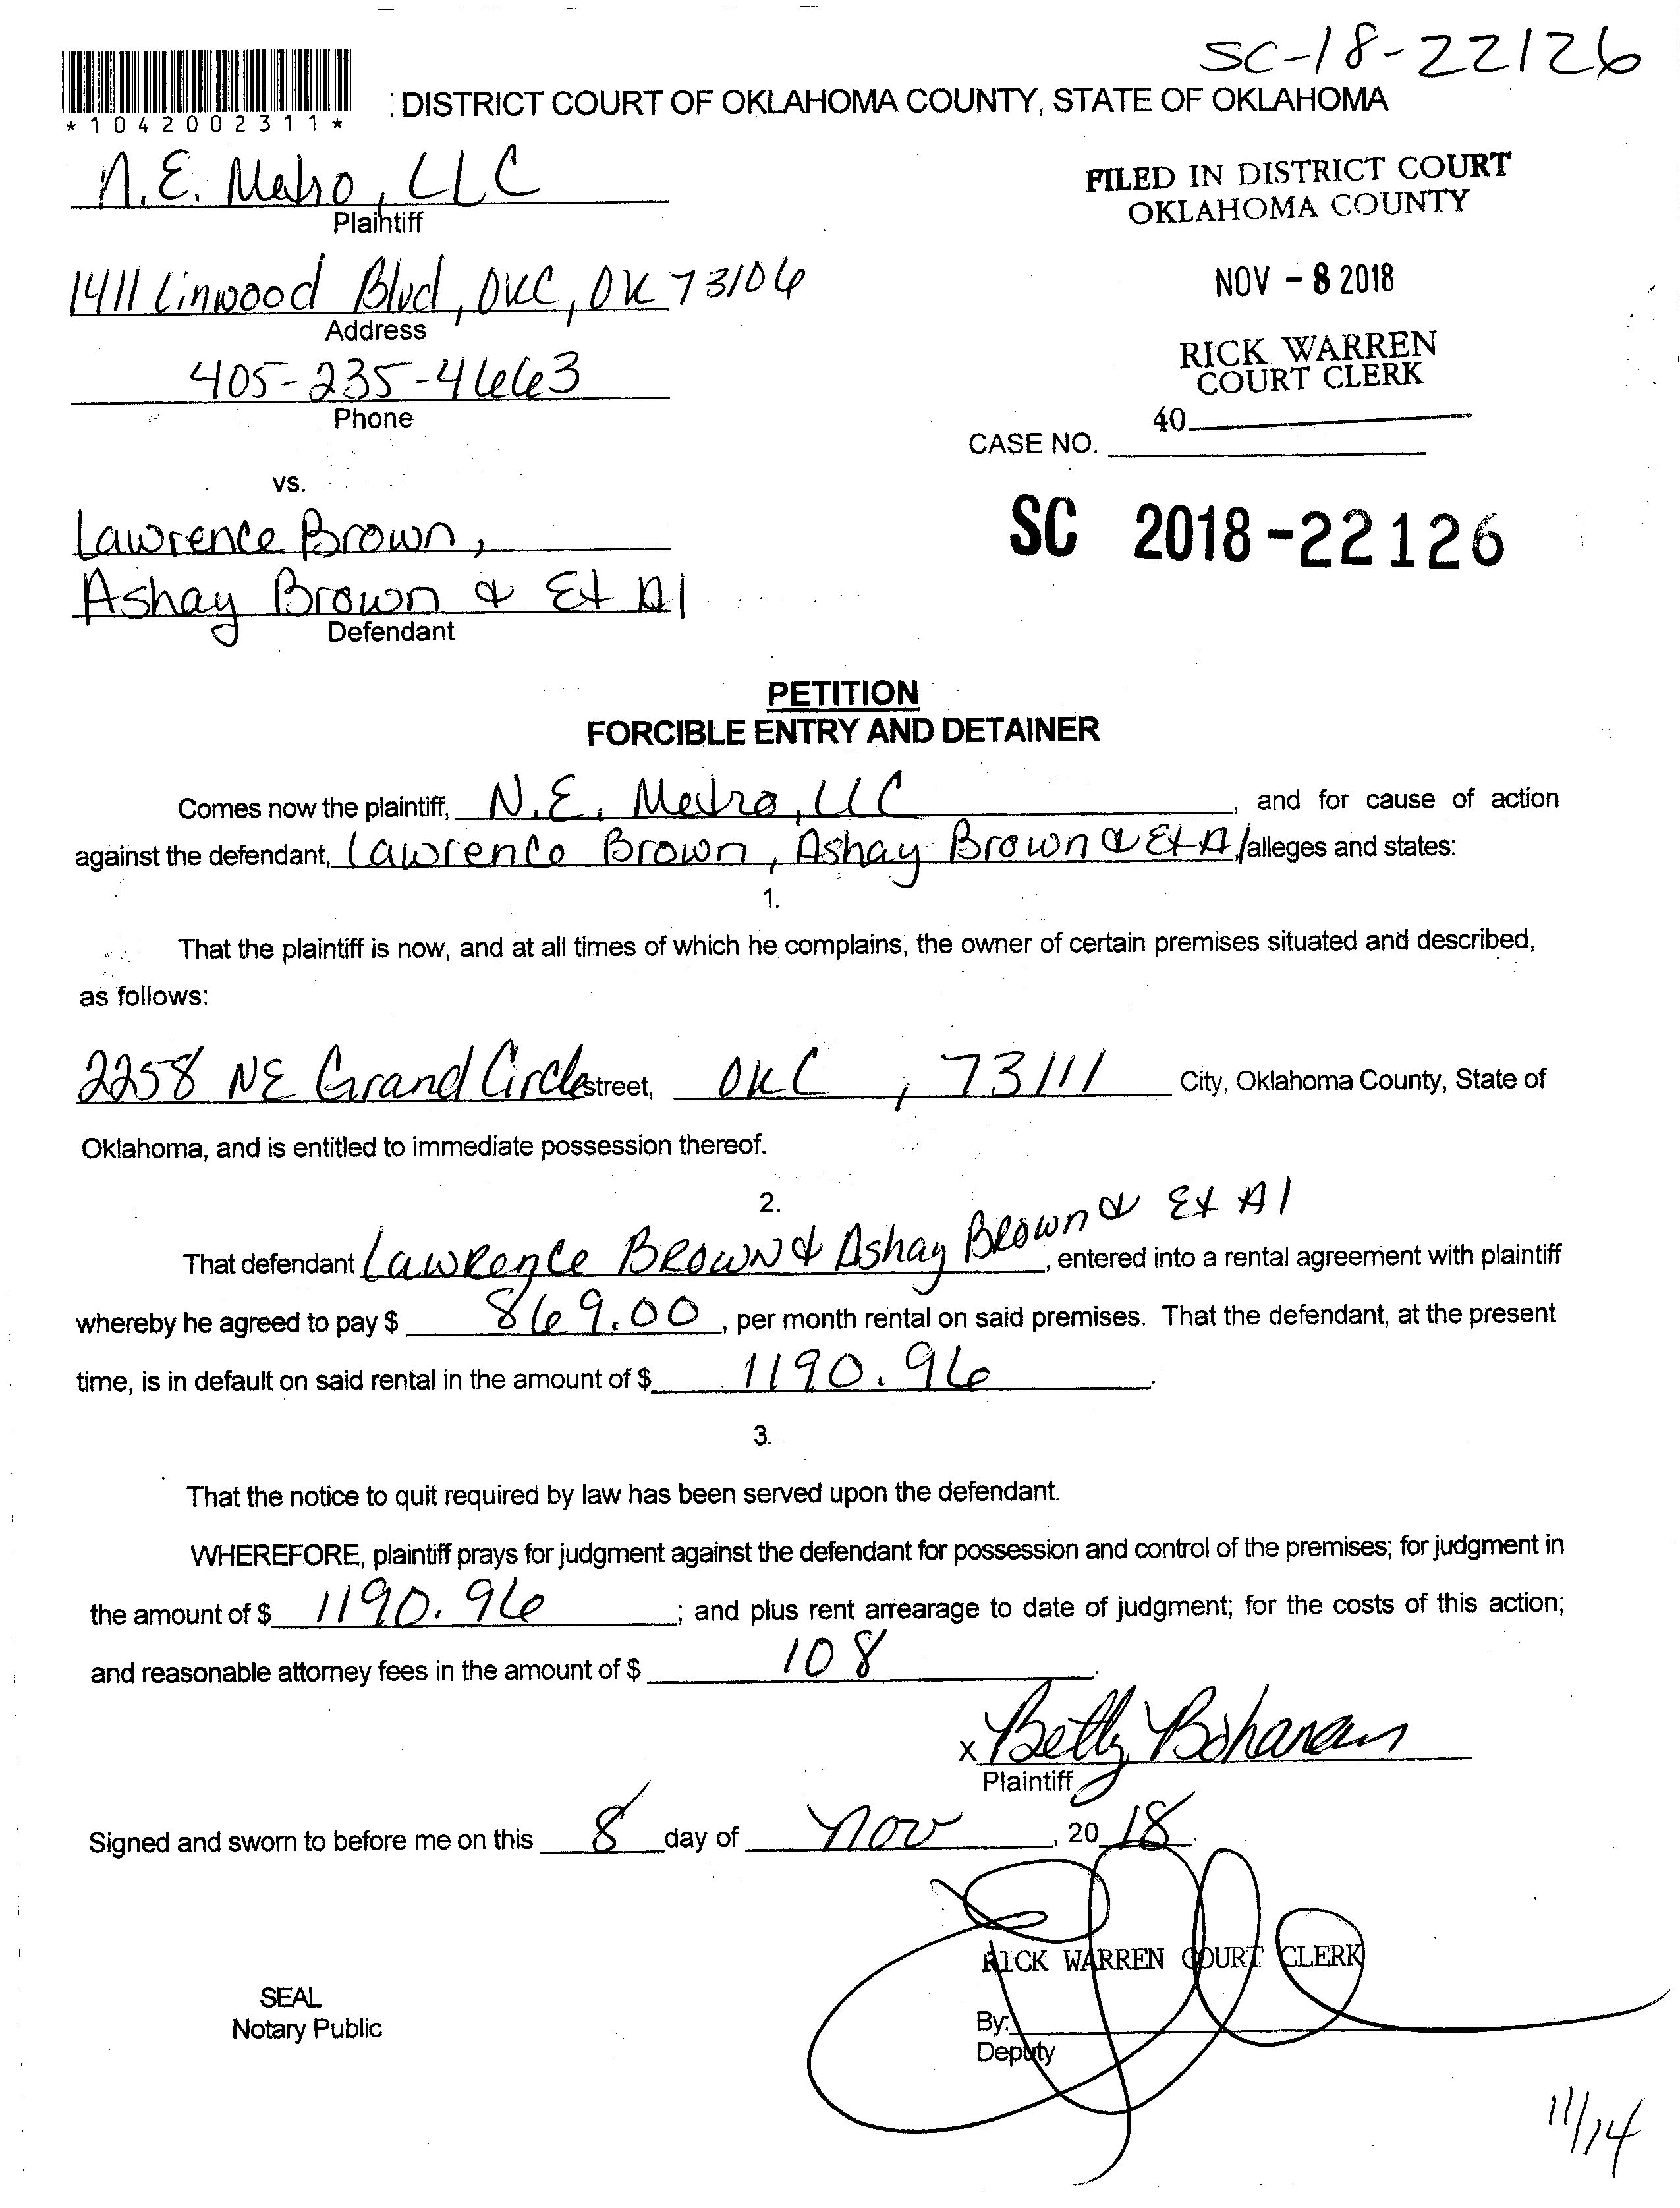 SC-18-22126
*1042002311*
: DISTRICT COURT OF OKLAHOMA COUNTY, STATE OF OKLAHOMA
N.E. Metro, LLC
Plaintiff
FILED IN DISTRICT COURT
OKLAHOMA COUNTY
1411 Linwood Blvd, OKC, OK 73106
Address
NOV - 8 2018
405-235-4663
Phone
RICK WARREN
COURT CLERK
40
CASE NO.
vs.
Lawrence Brown,
Ashay Brown & Et Al
Defendant
SC 2018-22126
PETITION
FORCIBLE ENTRY AND DETAINER
Comes now the plaintiff, N.E. Metro, LLC, and for cause of action
against the defendant, Lawrence Brown, Ashay Brown & Et Al alleges and states:
1.
That the plaintiff is now, and at all times of which he complains, the owner of certain premises situated and described,
as follows:
2258 NE Grand Circle street, OKC, 73111 City, Oklahoma County, State of
Oklahoma, and is entitled to immediate possession thereof.
2.
That defendant Lawrence Brown & Ashay Brown & Et Al, entered into a rental agreement with plaintiff
whereby he agreed to pay $ 869.00, per month rental on said premises. That the defendant, at the present
time, is in default on said rental in the amount of $ 1190.96.
3.
That the notice to quit required by law has been served upon the defendant.
WHEREFORE, plaintiff prays for judgment against the defendant for possession and control of the premises; for judgment in
the amount of $ 1190.96; and plus rent arrearage to date of judgment; for the costs of this action;
and reasonable attorney fees in the amount of $ 108.
x Betty Bohanan
Plaintiff
Signed and sworn to before me on this 8 day of Nov, 20 18.
RICK WARREN COURT CLERK
SEAL
Notary Public
By:
Deputy
11/14